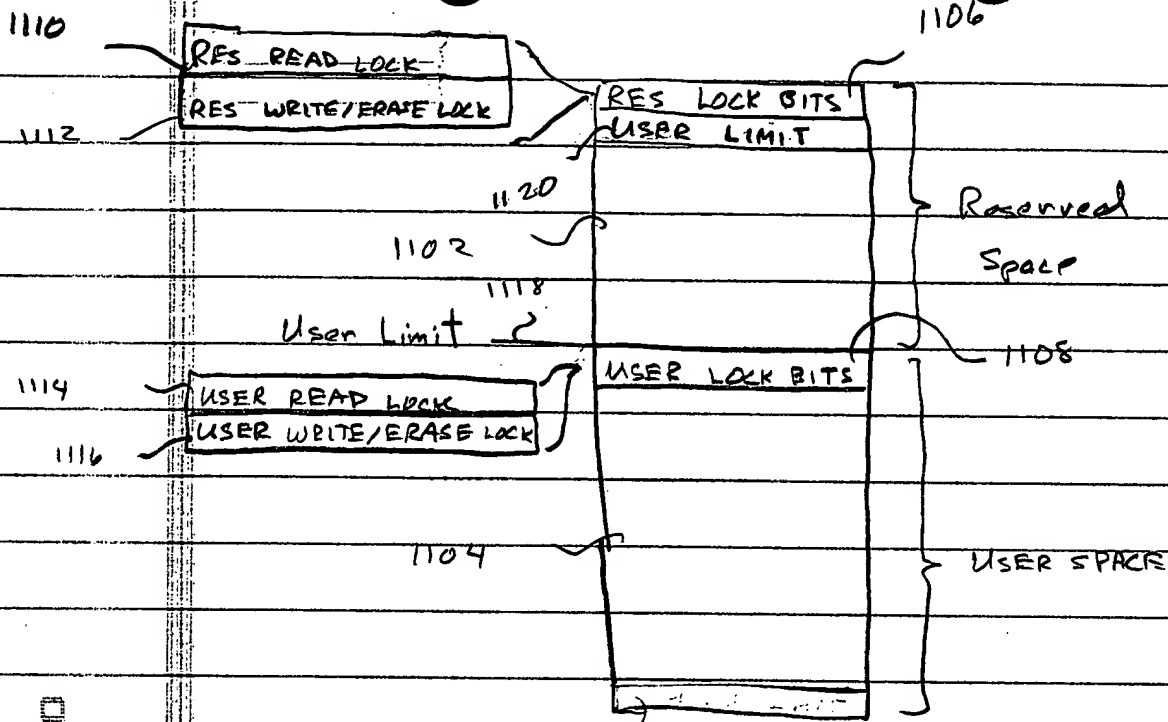 1106
1110
RES READ LOCK
RES LOCK BITS
RES WRITE/ERASE LOCK
1112
USER LIMIT
1120
Reserved
Space
1102
1118
User Limit
1108
USER LOCK BITS
1114
USER READ LOCK
USER WRITE/ERASE LOCK
1116
1104
USER SPACE